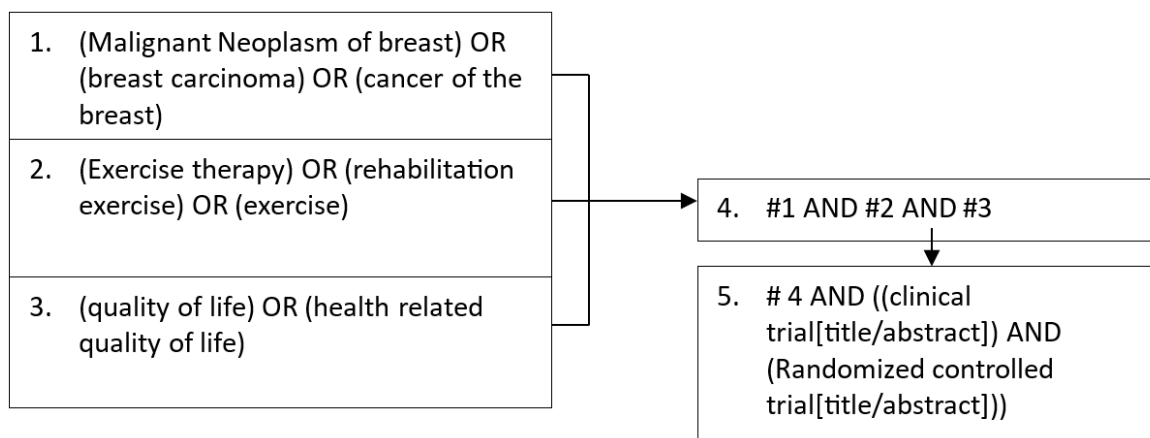 1. (Malignant Neoplasm of breast) OR
(breast carcinoma) OR (cancer of the
breast)
2. (Exercise therapy) OR (rehabilitation
exercise) OR (exercise)
3. (quality of life) OR (health related
quality of life)
4. #1 AND #2 AND #3
5. # 4 AND ((clinical
trial[title/abstract]) AND
(Randomized controlled
trial[title/abstract]))